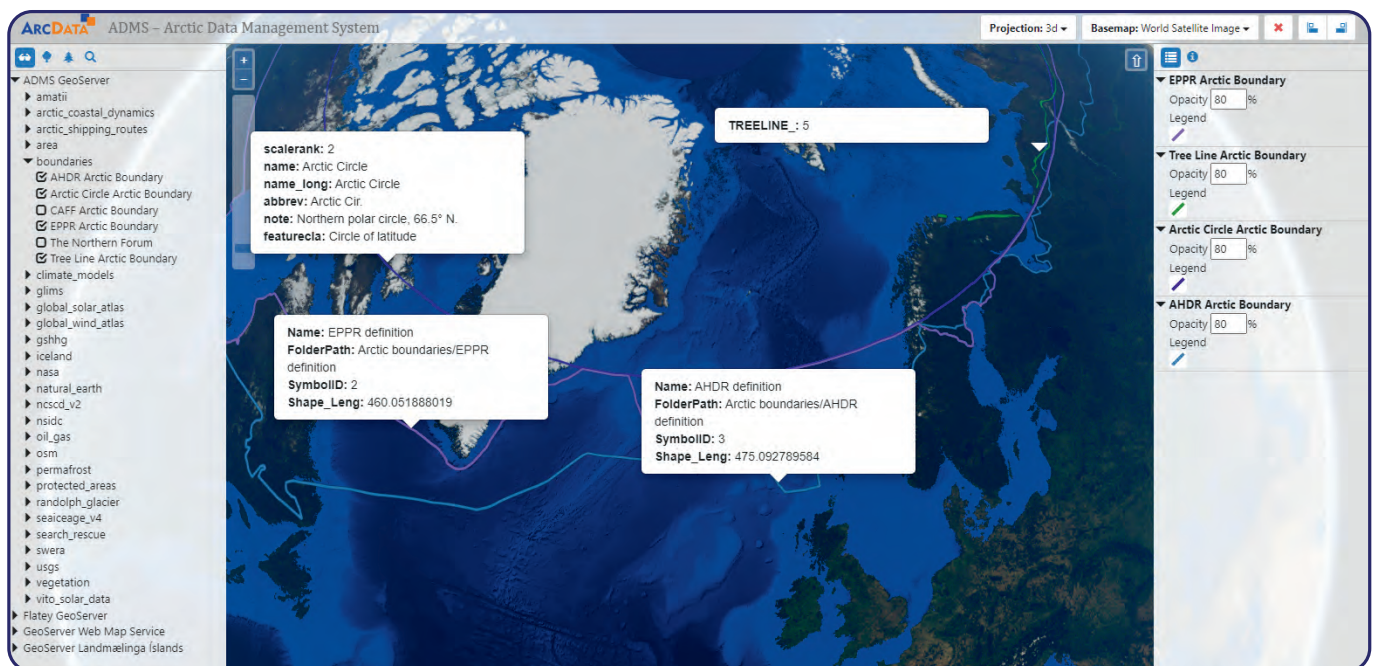 ARCDATA ADMS – Arctic Data Management System
Projection: 3d
Basemap: World Satellite Image
ADMS GeoServer
amatii
arctic_coastal_dynamics
arctic_shipping_routes
area
boundaries
AHDR Arctic Boundary
Arctic Circle Arctic Boundary
CAFF Arctic Boundary
EPPR Arctic Boundary
The Northern Forum
Tree Line Arctic Boundary
climate_models
glims
global_solar_atlas
global_wind_atlas
gshhg
iceland
nasa
natural_earth
ncscd_v2
nsidc
oil_gas
osm
permafrost
protected_areas
randolph_glacier
seaiceage_v4
search_rescue
swera
usgs
vegetation
vito_solar_data
Flatey GeoServer
GeoServer Web Map Service
GeoServer Landmælinga Íslands
+
−
scalerank: 2
name: Arctic Circle
name_long: Arctic Circle
abbrev: Arctic Cir.
note: Northern polar circle, 66.5° N.
featurecla: Circle of latitude
TREELINE_: 5
Name: EPPR definition
FolderPath: Arctic boundaries/EPPR
definition
SymbolID: 2
Shape_Leng: 460.051888019
Name: AHDR definition
FolderPath: Arctic boundaries/AHDR
definition
SymbolID: 3
Shape_Leng: 475.092789584
EPPR Arctic Boundary
Opacity 80 %
Legend
Tree Line Arctic Boundary
Opacity 80 %
Legend
Arctic Circle Arctic Boundary
Opacity 80 %
Legend
AHDR Arctic Boundary
Opacity 80 %
Legend